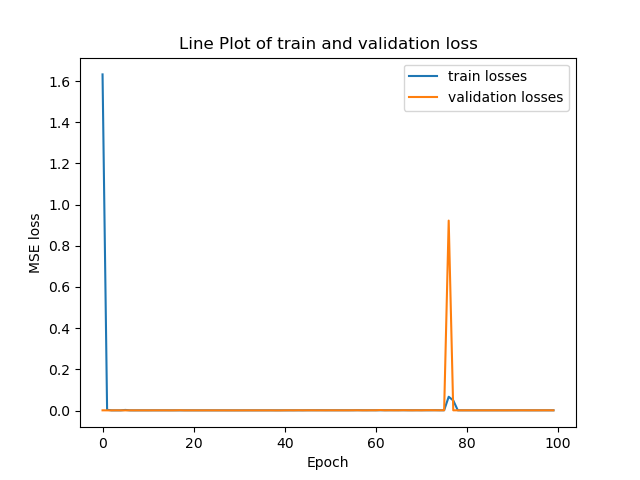 Line Plot of train and validation loss
train losses
validation losses
MSE loss
1.6
1.4
1.2
1.0
0.8
0.6
0.4
0.2
0.0
0 20 40 60 80 100
Epoch